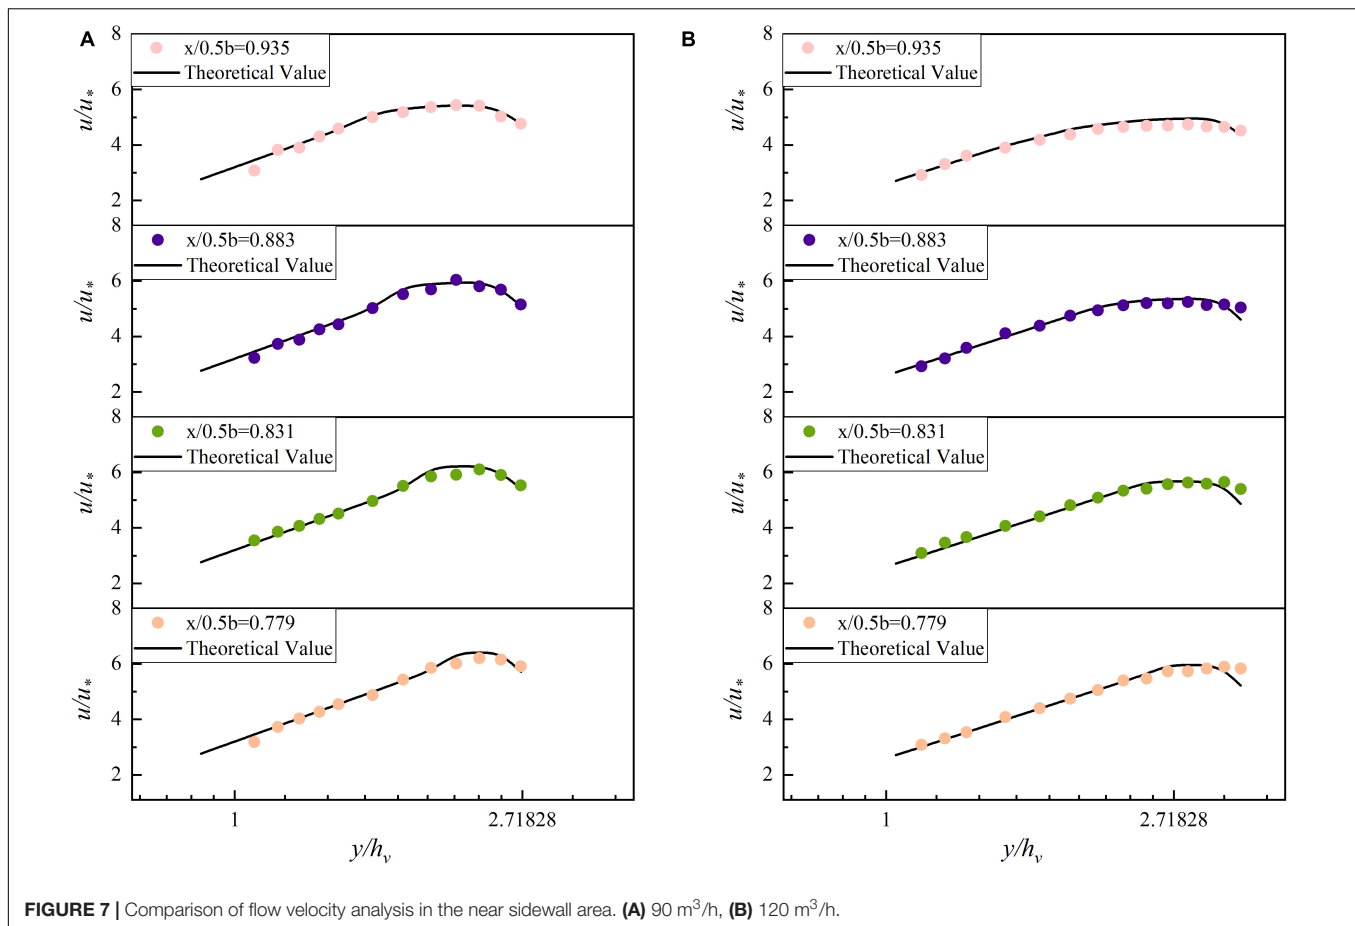 A
8
x/0.5b=0.935
Theoretical Value
6
4
2
u/u*
8
x/0.5b=0.883
Theoretical Value
6
4
2
u/u*
8
x/0.5b=0.831
Theoretical Value
6
4
2
u/u*
8
x/0.5b=0.779
Theoretical Value
6
4
2
u/u*
1 2.71828
y/hv
B
8
x/0.5b=0.935
Theoretical Value
6
4
2
u/u*
8
x/0.5b=0.883
Theoretical Value
6
4
2
u/u*
8
x/0.5b=0.831
Theoretical Value
6
4
2
u/u*
8
x/0.5b=0.779
Theoretical Value
6
4
2
u/u*
1 2.71828
y/hv
FIGURE 7 | Comparison of flow velocity analysis in the near sidewall area. (A) 90 m³/h, (B) 120 m³/h.